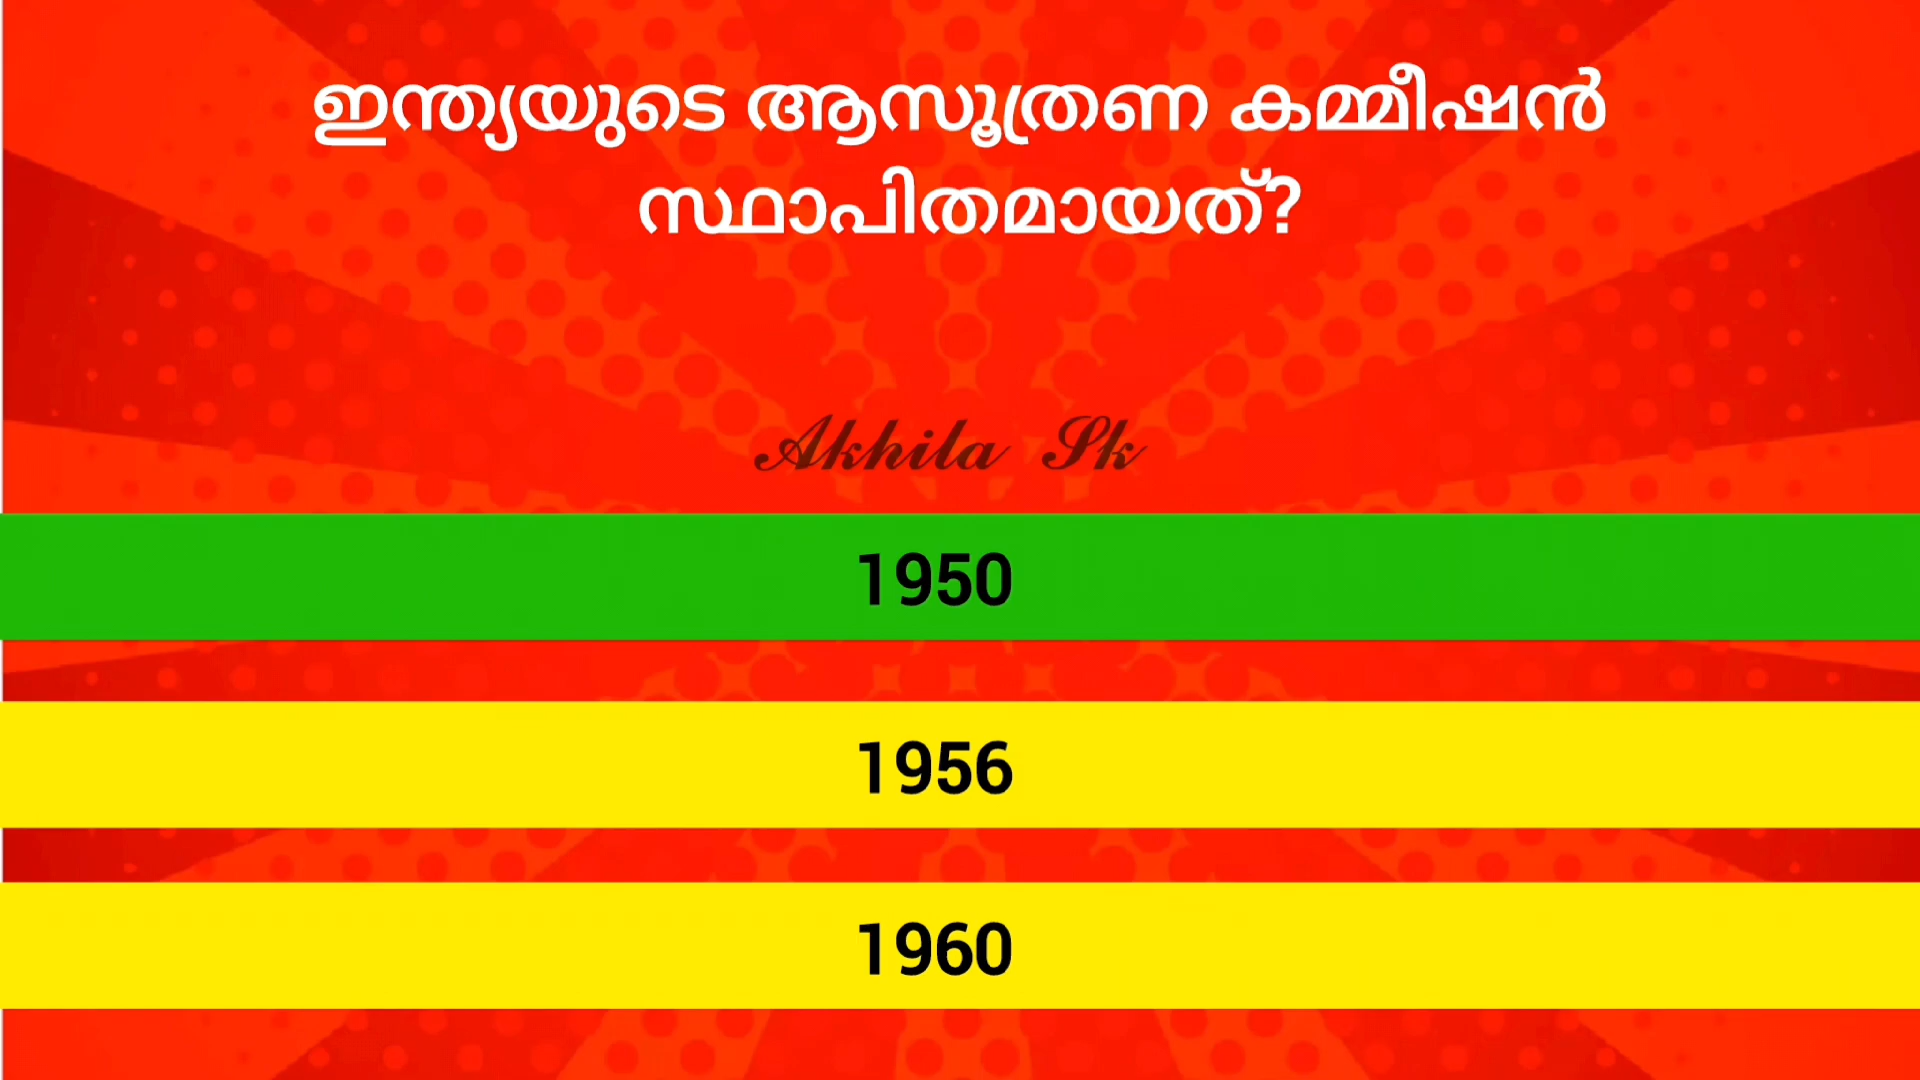 ഇന്ത്യയുടെ ആസൂത്രണ കമ്മീഷൻ
സ്ഥാപിതമായത്?
Akhila Sk
1950
1956
1960